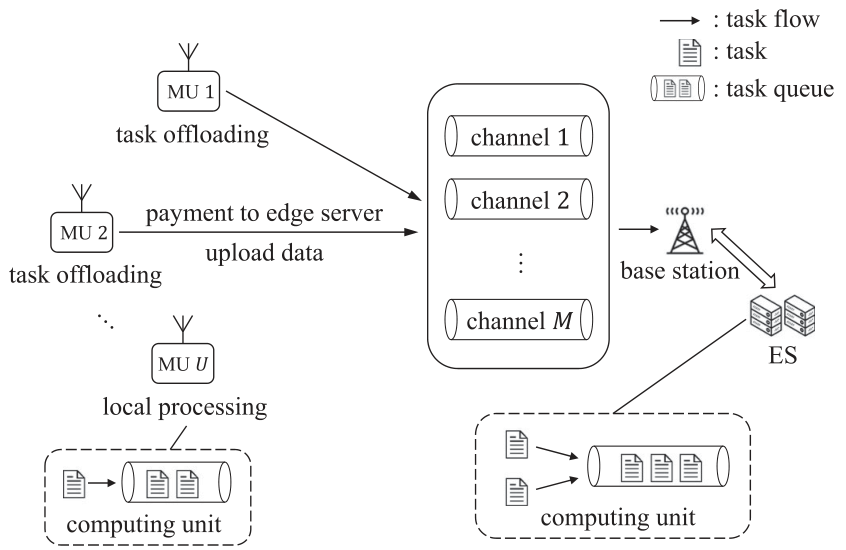 : task flow
: task
: task queue
MU 1
task offloading
channel 1
channel 2
⋮
channel M
MU 2
payment to edge server
upload data
task offloading
base station
ES
⋱
MU U
local processing
computing unit
computing unit